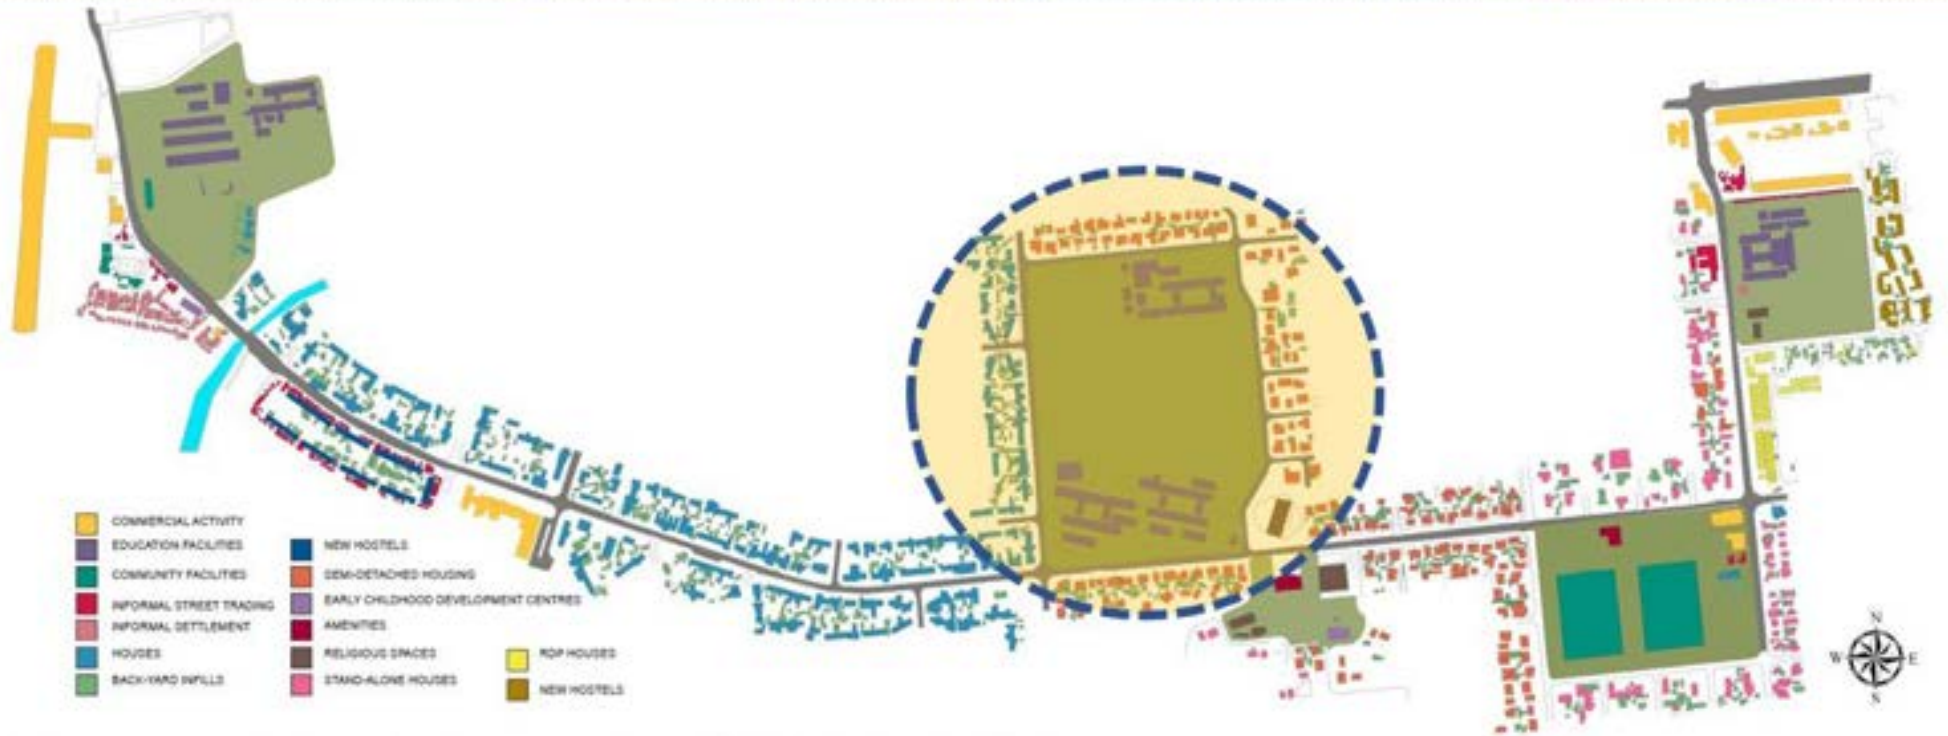 COMMERCIAL ACTIVITY
EDUCATION FACILITIES
COMMUNITY FACILITIES
INFORMAL STREET TRADING
INFORMAL SETTLEMENT
HOUSES
BACK-YARD INFILLS
NEW HOSTELS
SEMI-DETACHED HOUSING
EARLY CHILDHOOD DEVELOPMENT CENTRES
AMENITIES
RELIGIOUS SPACES
STAND-ALONE HOUSES
RDP HOUSES
NEW HOSTELS
N
W E
S